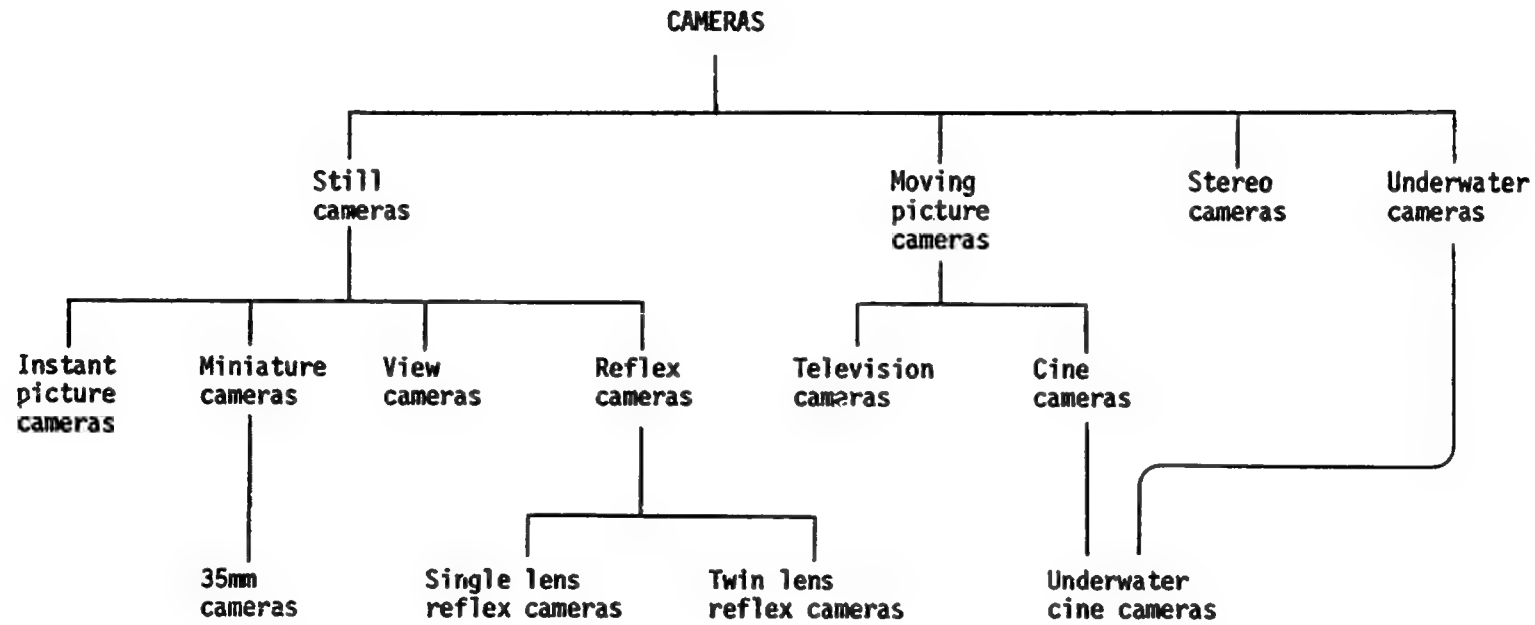 CAMERAS
Still
cameras
Moving
picture
cameras
Stereo
cameras
Underwater
cameras
Instant
picture
cameras
Miniature
cameras
View
cameras
Reflex
cameras
Television
cameras
Cine
cameras
35mm
cameras
Single lens
reflex cameras
Twin lens
reflex cameras
Underwater
cine cameras